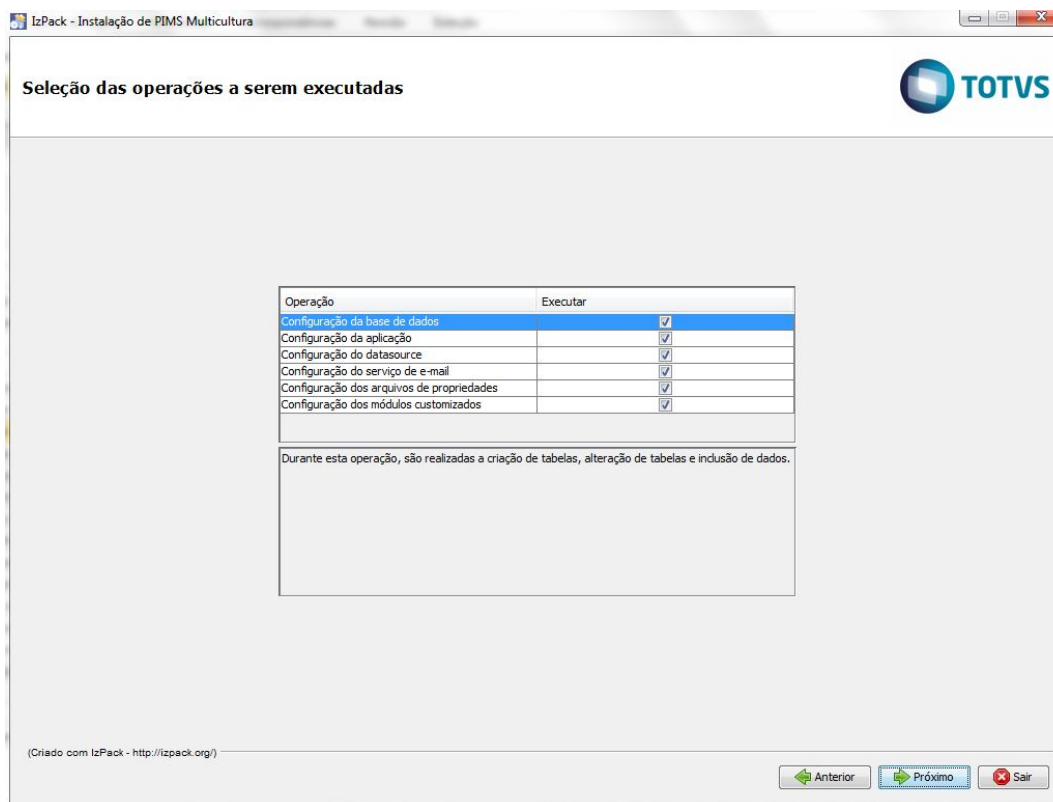 IzPack - Instalação de PIMS Multicultura
Seleção das operações a serem executadas
TOTVS
Operação Executar
Configuração da base de dados
Configuração da aplicação
Configuração do datasource
Configuração do serviço de e-mail
Configuração dos arquivos de propriedades
Configuração dos módulos customizados
Durante esta operação, são realizadas a criação de tabelas, alteração de tabelas e inclusão de dados.
(Criado com IzPack - http://izpack.org/)
Anterior Próximo Sair